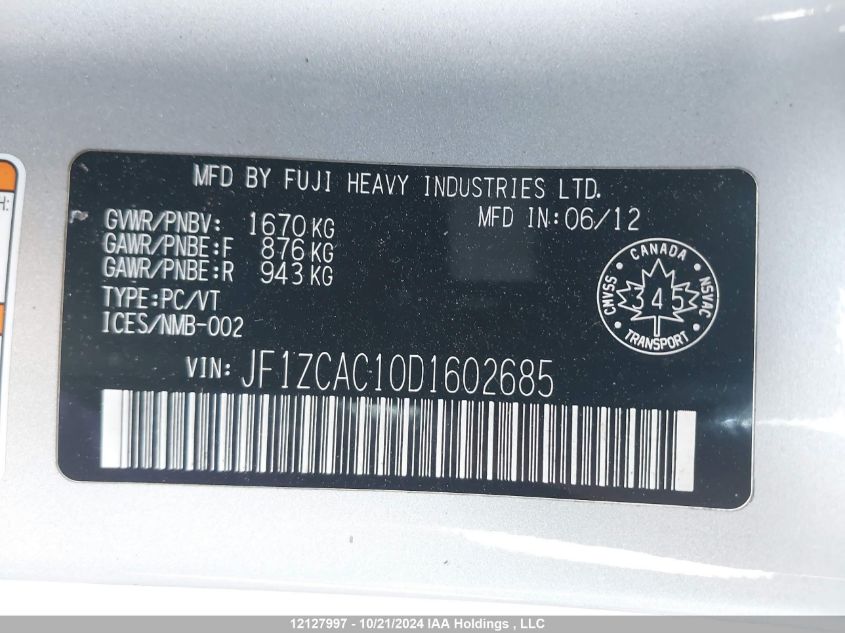 MFD BY FUJI HEAVY INDUSTRIES LTD.
GVWR/PNBV: 1670 KG
MFD IN: 06/12
GAWR/PNBE:F 876 KG
GAWR/PNBE:R 943 KG
TYPE:PC/VT
ICES/NMB-002
CANADA
CMVSS 345 NSVAC
TRANSPORT
VIN: JF1ZCAC10D1602685
H:
12127997 - 10/21/2024 IAA Holdings , LLC